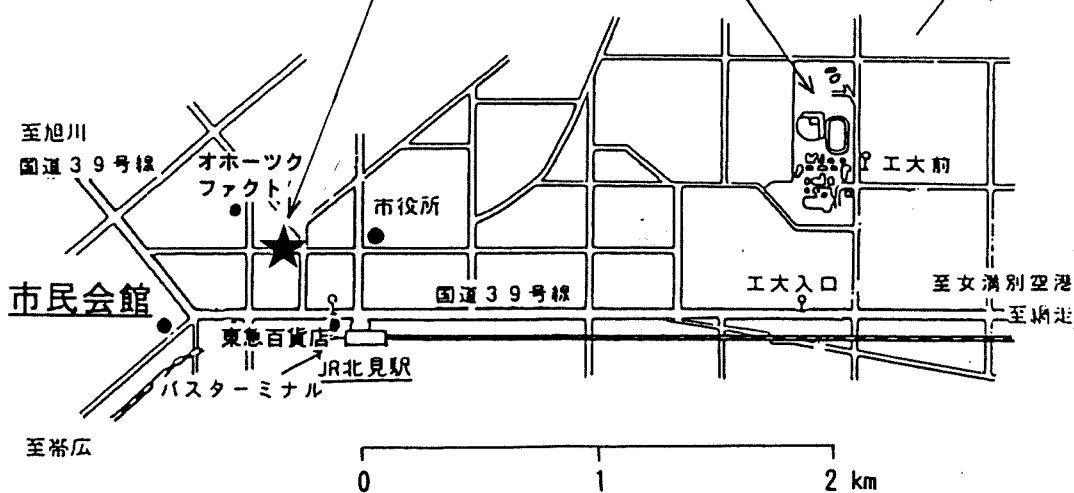 至旭川
国道39号線
オホーツク
ファクト
市役所
工大前
市民会館
国道39号線
工大入口
至女満別空港
至網走
東急百貨店
JR北見駅
バスターミナル
至帯広
0
1
2 km